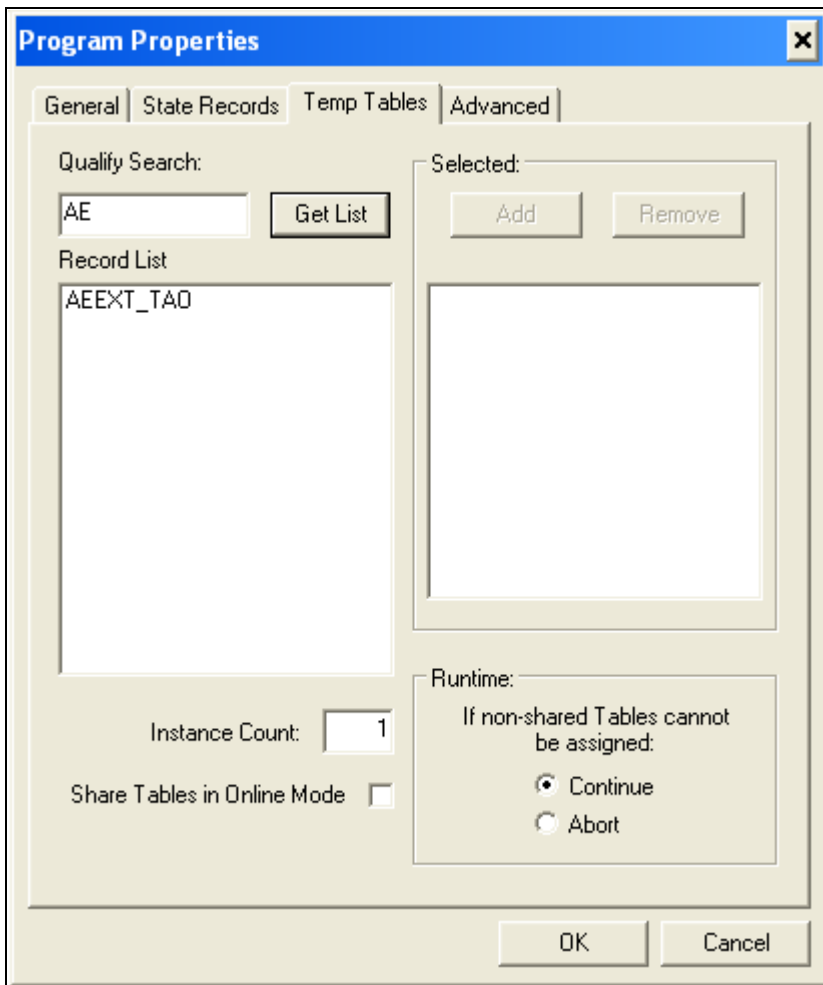 Program Properties
General State Records Temp Tables Advanced
Qualify Search:
AE
Get List
Record List
AEEXT_TAO
Instance Count: 1
Share Tables in Online Mode
Selected:
Add Remove
Runtime:
If non-shared Tables cannot
be assigned:
Continue
Abort
OK Cancel